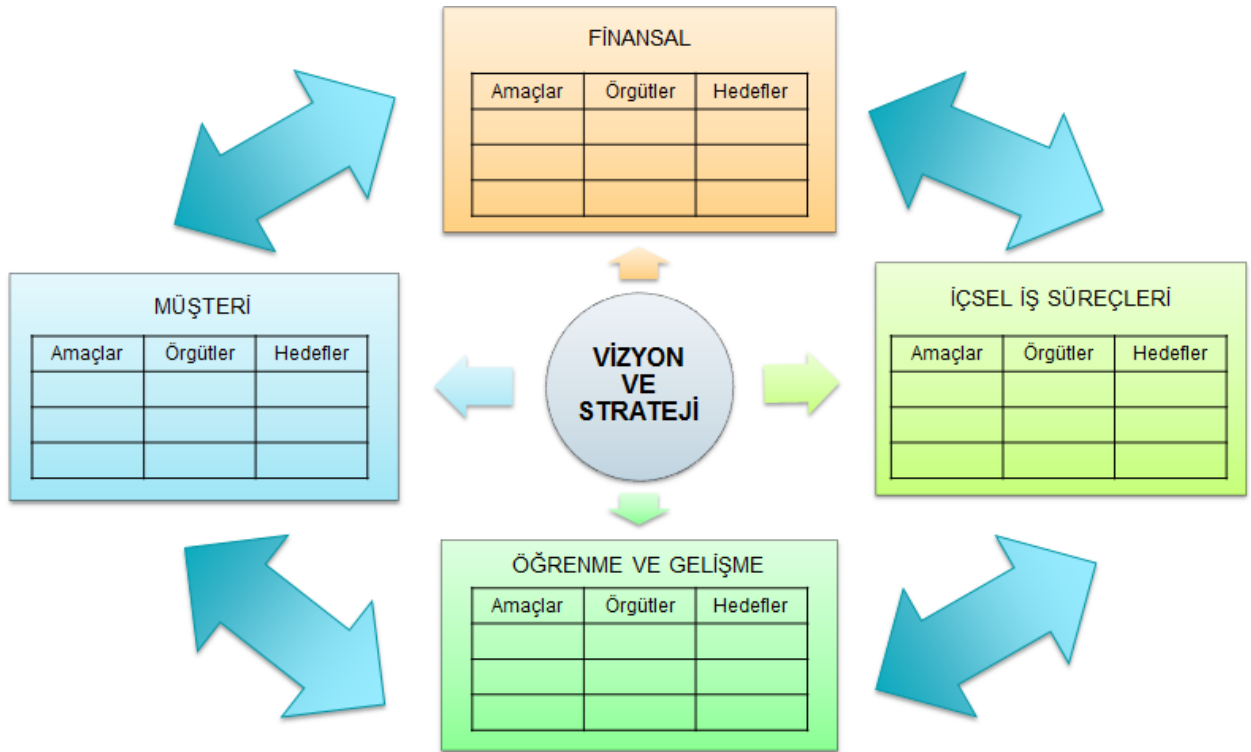 FİNANSAL
Amaçlar Örgütler Hedefler
MÜŞTERİ
Amaçlar Örgütler Hedefler
VİZYON
VE
STRATEJİ
İÇSEL İŞ SÜREÇLERİ
Amaçlar Örgütler Hedefler
ÖĞRENME VE GELİŞME
Amaçlar Örgütler Hedefler